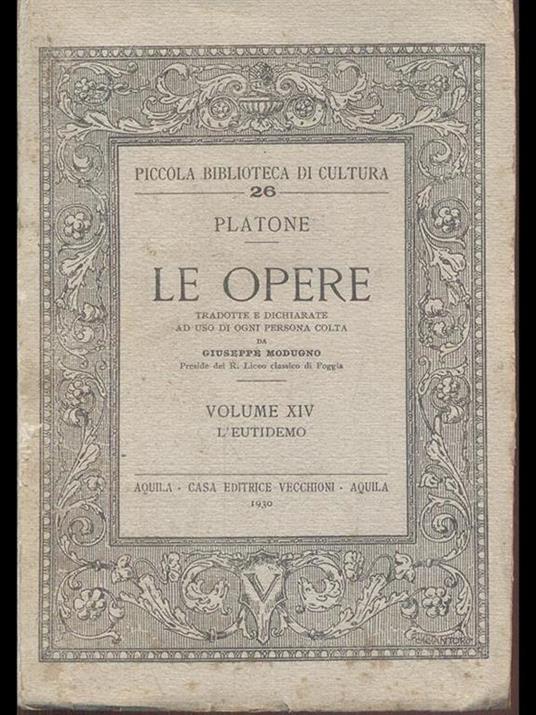 PICCOLA BIBLIOTECA DI CULTURA
26
PLATONE
LE OPERE
TRADOTTE E DICHIARATE
AD USO DI OGNI PERSONA COLTA
DA
GIUSEPPE MODUGNO
Preside del R. Liceo classico di Foggia
VOLUME XIV
L'EUTIDEMO
AQUILA - CASA EDITRICE VECCHIONI - AQUILA
1930
V